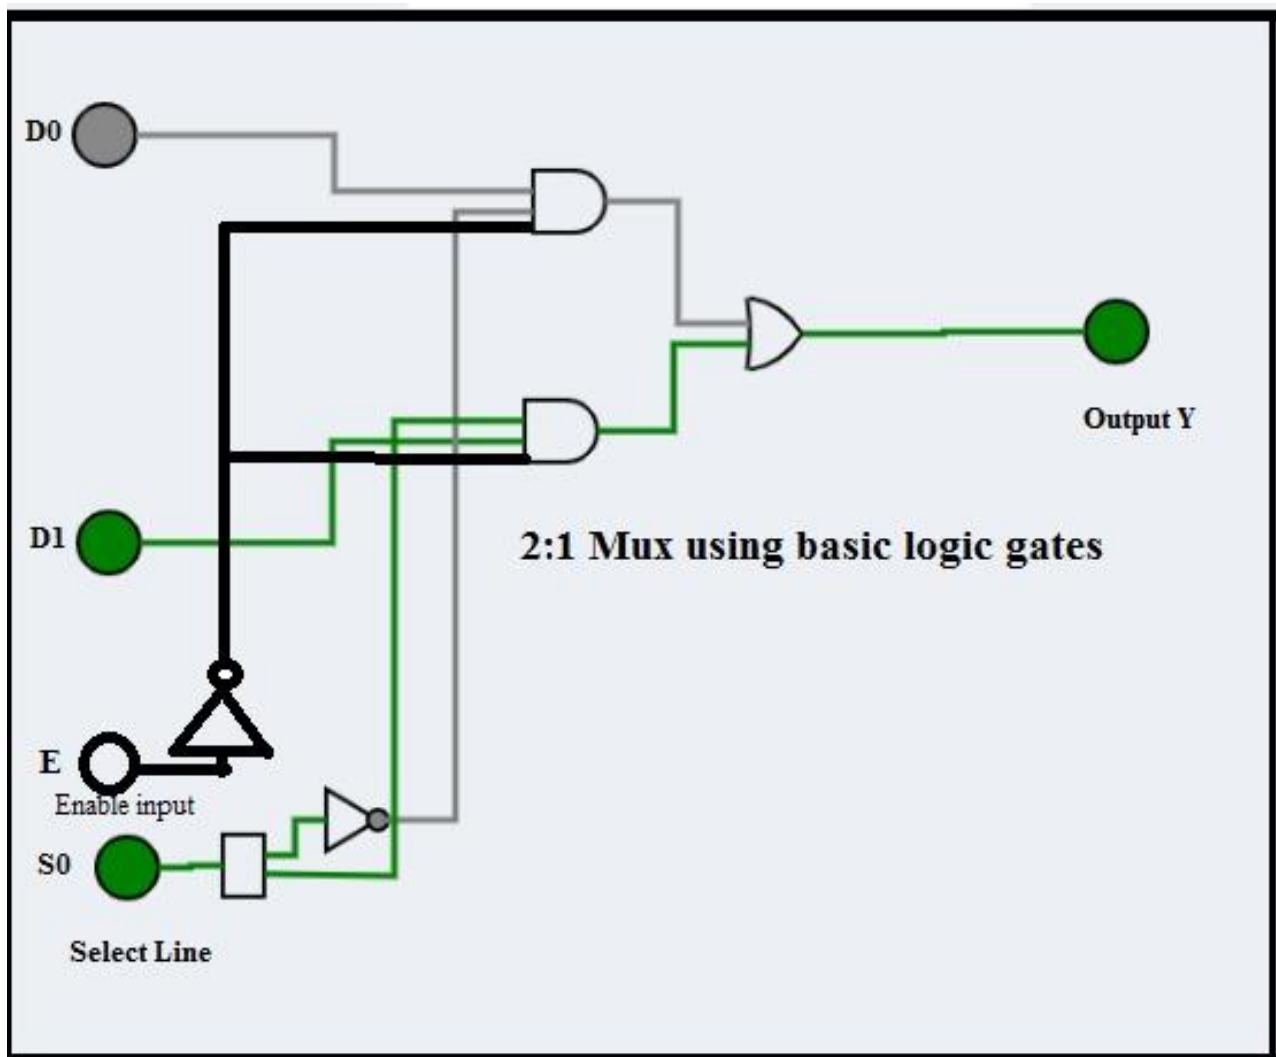 D0
Output Y
D1
2:1 Mux using basic logic gates
E
Enable input
S0
Select Line